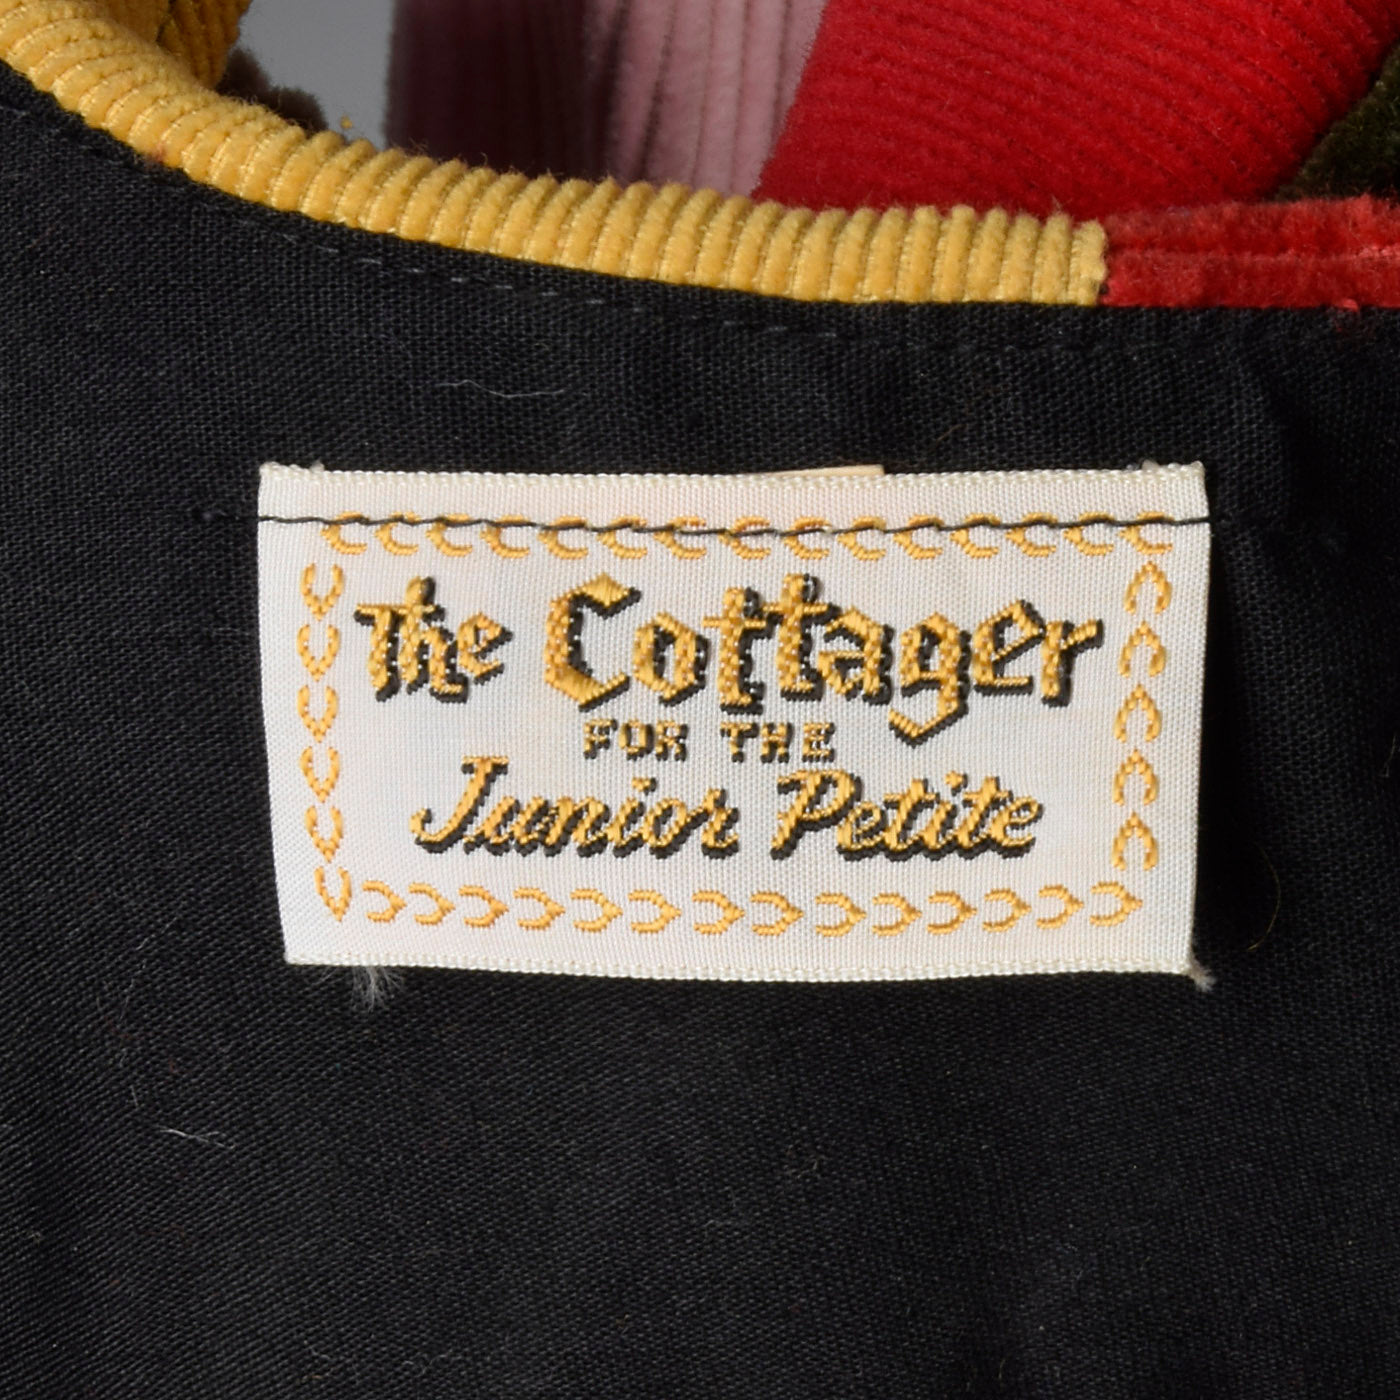 The Cottager
FOR THE
Junior Petite